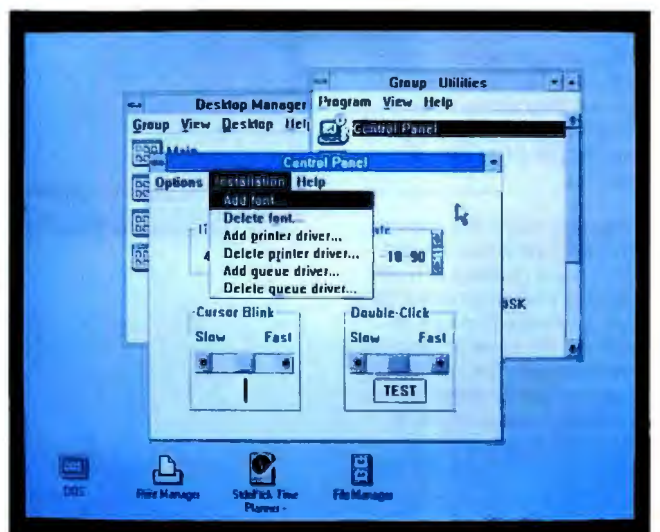 Group Utilities
Desktop Manager
Program View Help
Group View Desktop Help
Control Panel
Main
Control Panel
Options Installation Help
Add font...
Delete font...
Add printer driver...
Delete printer driver...
Add queue driver...
Delete queue driver...
-10-90
Cursor Blink
Double-Click
Slow Fast
Slow Fast
TEST
DOS
Print Manager
SideKick Time
Planner -
File Manager